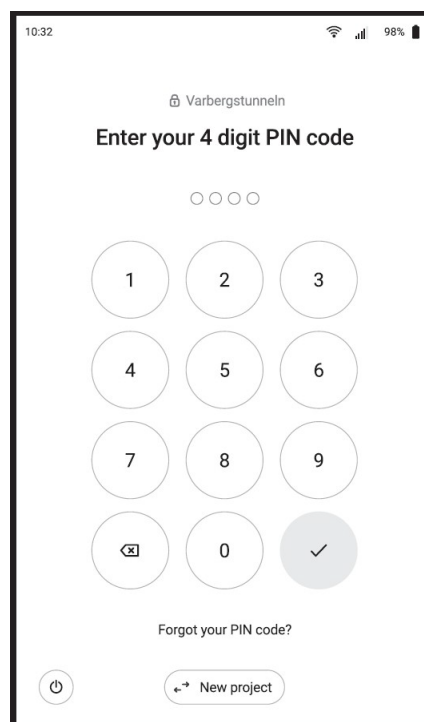 10:32 98%
Varbergstunneln
Enter your 4 digit PIN code
1 2 3
4 5 6
7 8 9
0
Forgot your PIN code?
New project